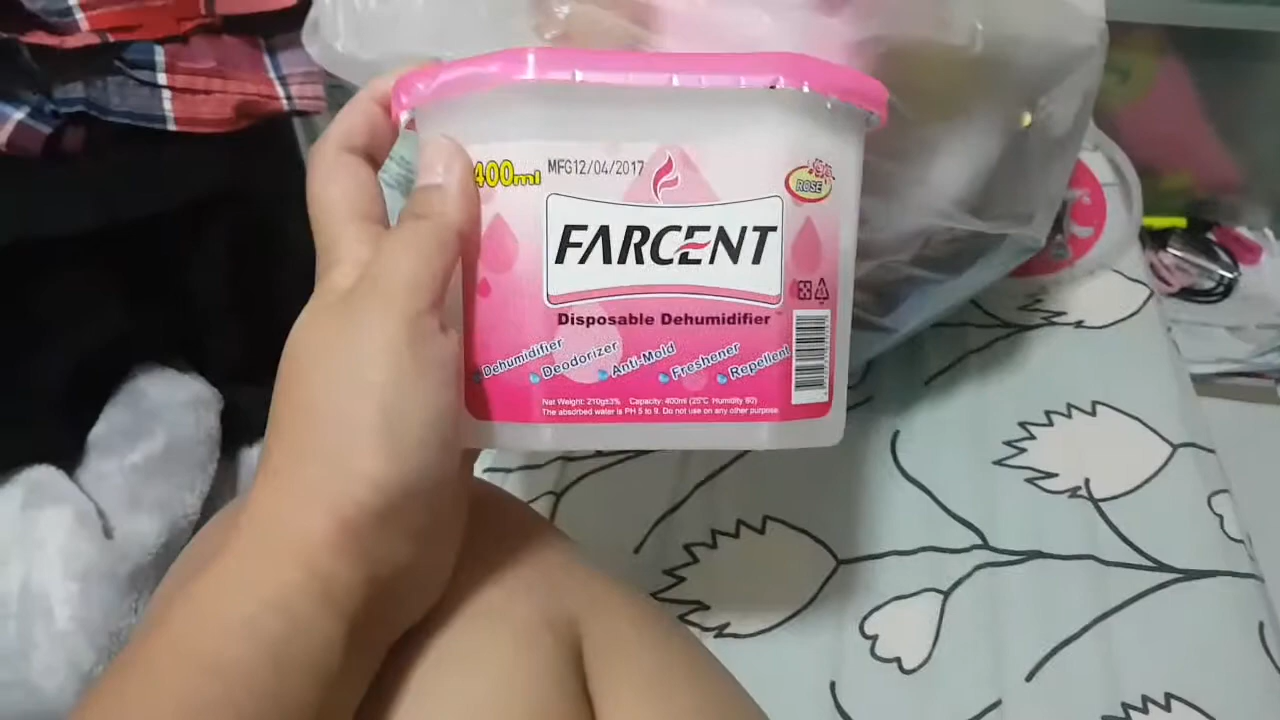 400ml MFG12/04/2017
ROSE
FARCENT
Disposable Dehumidifier
Dehumidifier Deodorizer Anti-Mold Freshener Repellent
Net Weight: 210g±3% Capacity: 400ml (25°C Humidity 80)
The absdrbed water is PH 5 to 9. Do not use on any other purpose